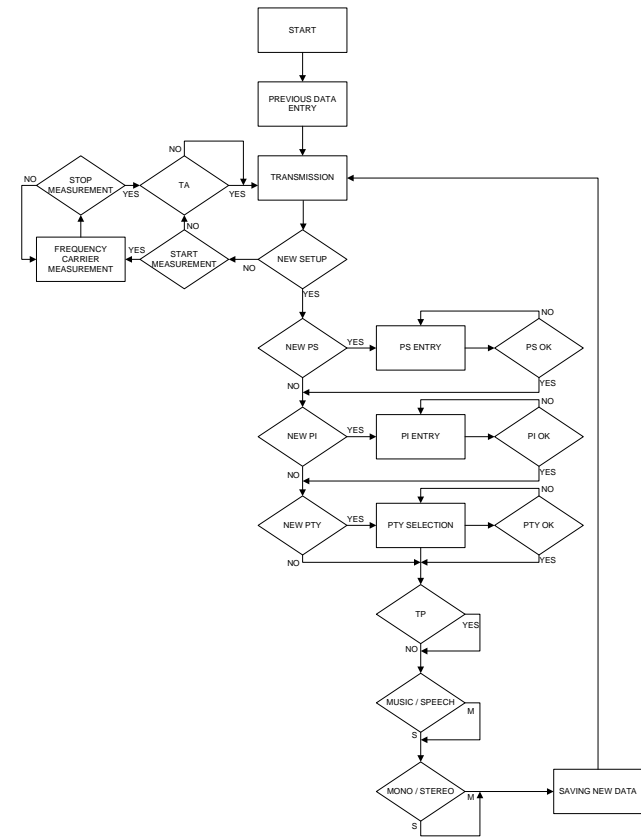 START
PREVIOUS DATA
ENTRY
NO
TRANSMISSION
NO
STOP
MEASUREMENT
YES
TA
YES
NO
FREQUENCY
CARRIER
MEASUREMENT
YES
START
MEASUREMENT
NO
NEW SETUP
YES
NO
NEW PS
YES
PS ENTRY
PS OK
NO
YES
NO
NEW PI
YES
PI ENTRY
PI OK
NO
YES
NO
NEW PTY
YES
PTY SELECTION
PTY OK
NO
YES
TP
YES
NO
MUSIC / SPEECH
M
S
MONO / STEREO
M
SAVING NEW DATA
S